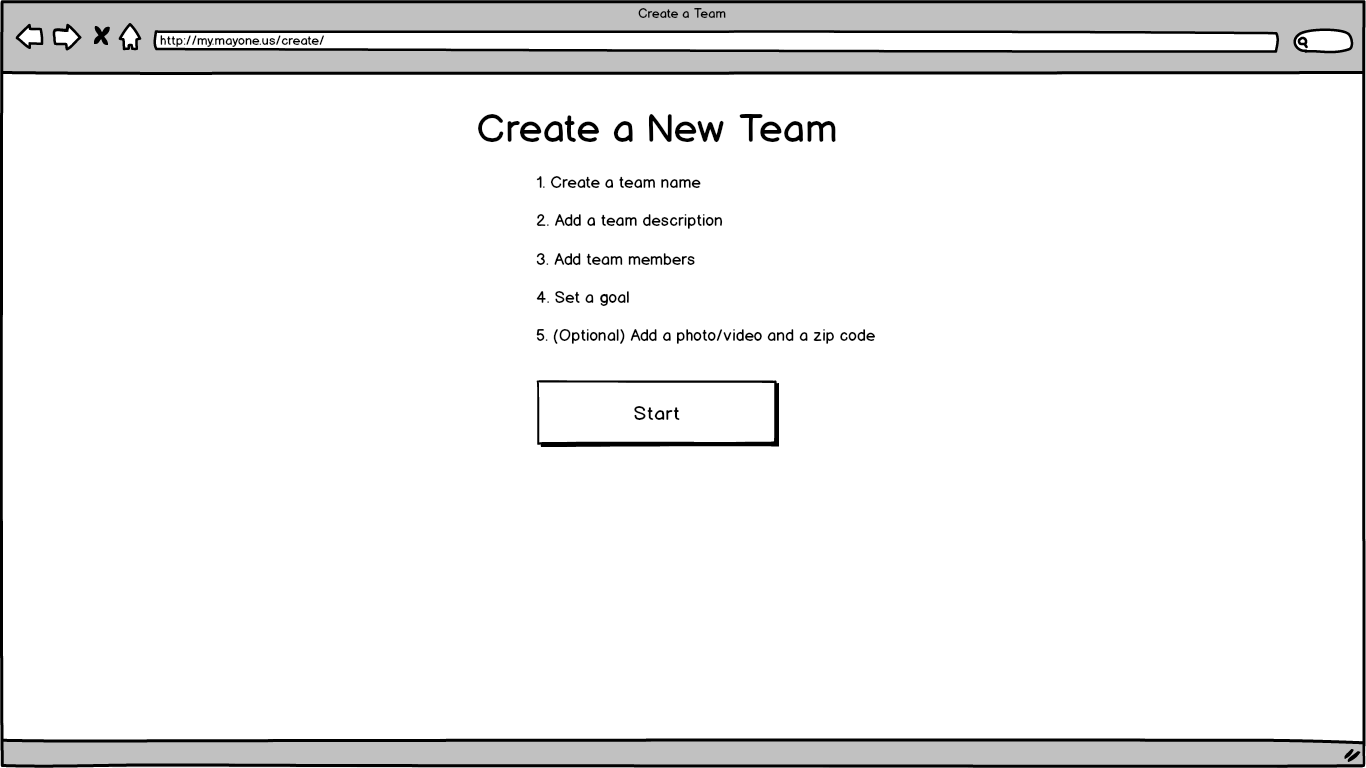 Create a Team
http://my.mayone.us/create/
Create a New Team
1. Create a team name
2. Add a team description
3. Add team members
4. Set a goal
5. (Optional) Add a photo/video and a zip code
Start